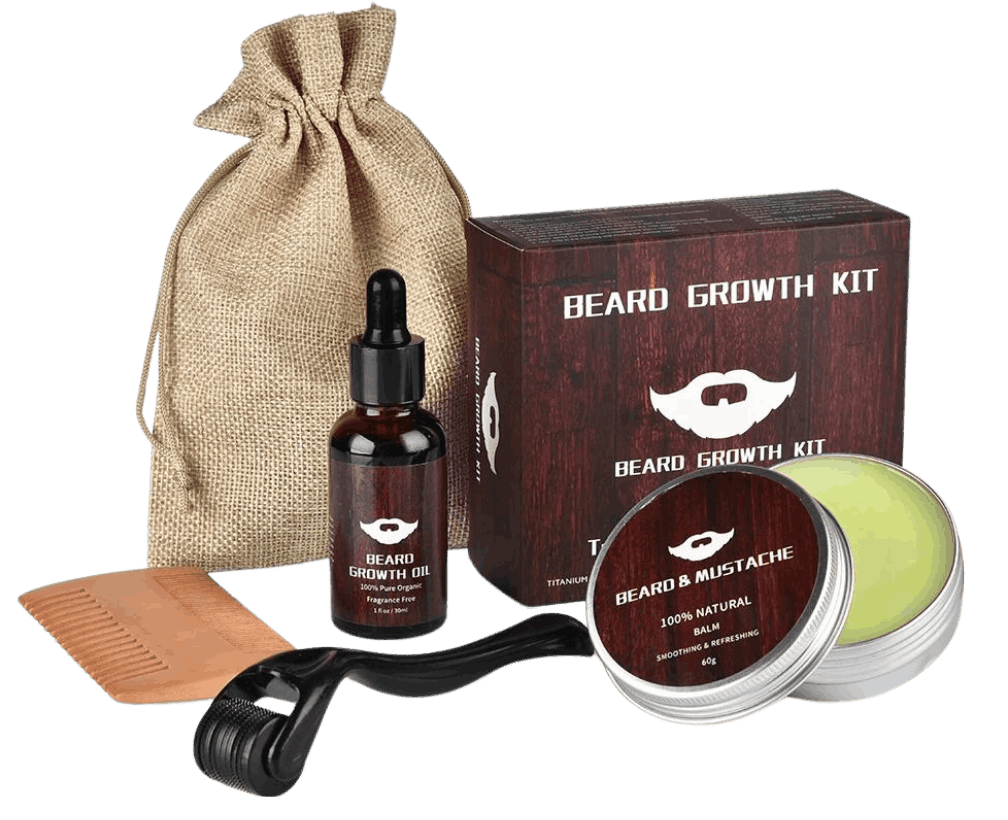 BEARD GROWTH KIT
BEARD GROWTH KIT
BEARD GROWTH KIT
TITANIUM
BEARD
GROWTH OIL
100% Pure Organic
Fragrance Free
1 fl oz / 30ml
BEARD & MUSTACHE
100% NATURAL
BALM
SMOOTHING & REFRESHING
60g